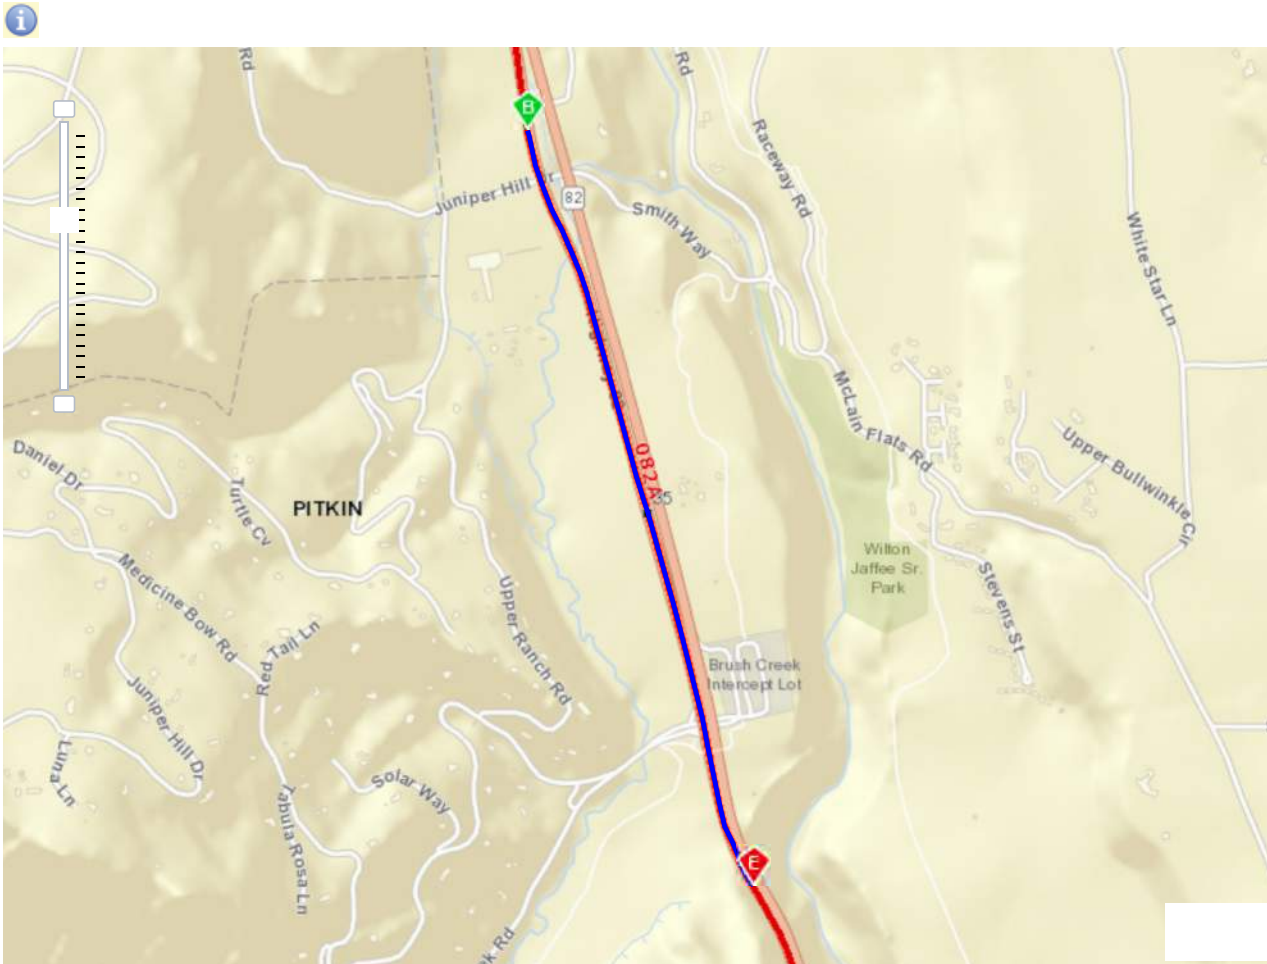 i
Rd
Rd
B
Raceway Rd
Juniper Hill Dr
82
Smith Way
White Star Ln
082A
35
McLain Flats Rd
Upper Bullwinkle Cir
Daniel Dr
Turtle Cv
PITKIN
Wilton
Jaffee Sr.
Park
Medicine Bow Rd
Red Tail Ln
Upper Ranch Rd
Stevens St
Brush Creek
Intercept Lot
Juniper Hill Dr
Luna Ln
Solar Way
Tabula Rosa Ln
E
k Rd